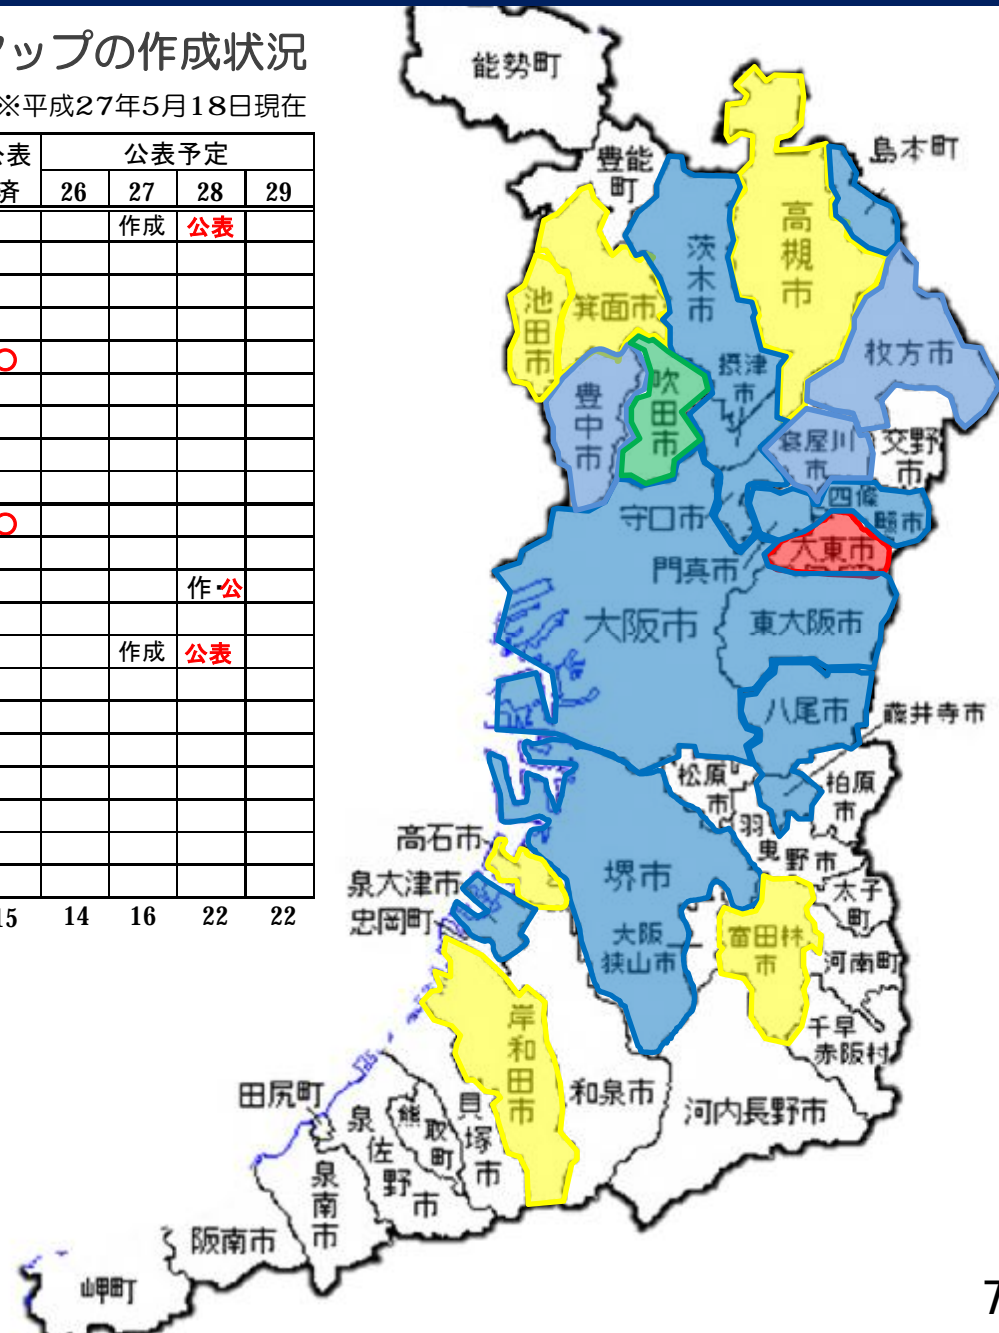 ップの作成状況
※平成27年5月18日現在
表 公表予定
済 26 27 28 29
作成 公表
○
○
作・公
作成 公表
15 14 16 22 22
能勢町
豊能町
島本町
高槻市
茨木市
池田市
箕面市
枚方市
摂津市
吹田市
豊中市
寝屋川市
交野市
四條畷市
守口市
大東市
門真市
大阪市
東大阪市
八尾市
藤井寺市
松原市
柏原市
羽曳野市
高石市
堺市
泉大津市
太子町
忠岡町
大阪狭山市
富田林市
河南町
岸和田市
千早赤阪村
田尻町
和泉市
河内長野市
貝塚市
熊取町
泉佐野市
泉南市
阪南市
岬町
7